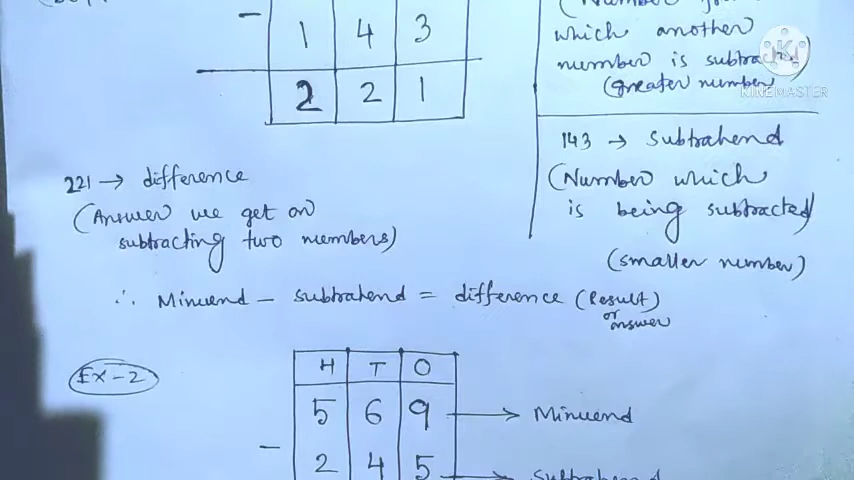 − 1 4 3
2 2 1
which another
number is
(greater number
KINEMASTER
143 → subtrahend
(Number which
is being subtracted)
(smaller number)
221 → difference
(Answer we get on
subtracting two numbers)
∴ Minuend − subtrahend = difference (Result)
or
answer
Ex-2
H T O
5 6 9 → Minuend
− 2 4 5 →